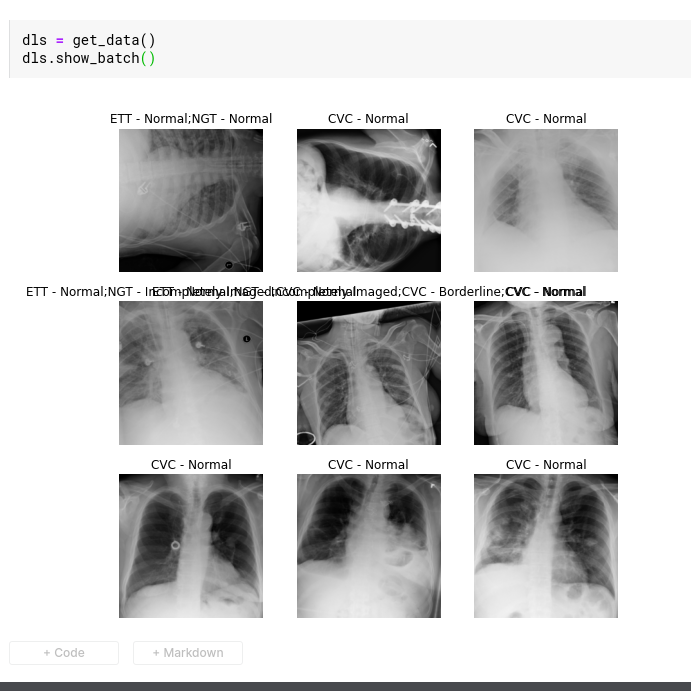 dls = get_data()
dls.show_batch()
ETT - Normal;NGT - Normal
CVC - Normal
CVC - Normal
ETT - Normal;NGT - Incompletely Imaged;CVC - Normal
ETT - Normal;NGT - Incompletely Imaged;CVC - Borderline;CVC - Normal
CVC - Normal
CVC - Normal
CVC - Normal
CVC - Normal
+ Code
+ Markdown